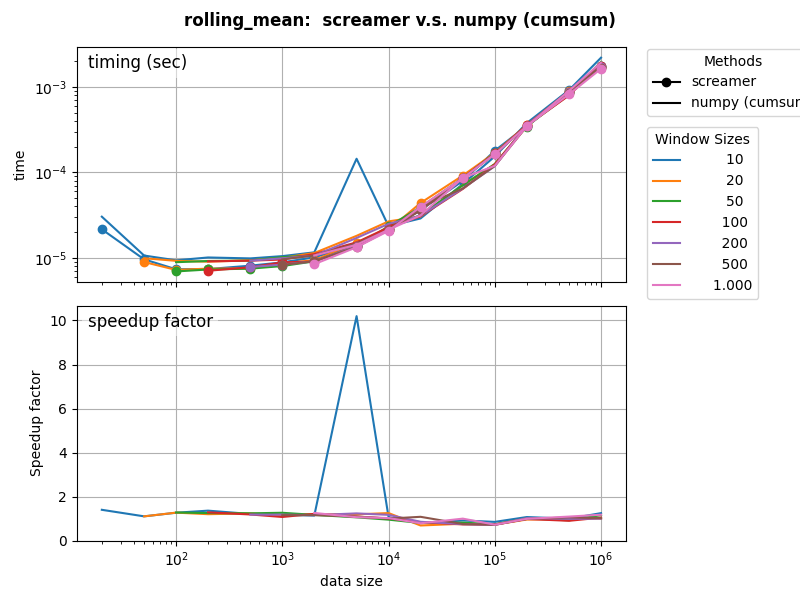 rolling_mean: screamer v.s. numpy (cumsum)
timing (sec)
time
10⁻³
10⁻⁴
10⁻⁵
Methods
screamer
numpy (cumsum
Window Sizes
10
20
50
100
200
500
1.000
speedup factor
Speedup factor
10
8
6
4
2
0
10²
10³
10⁴
10⁵
10⁶
data size